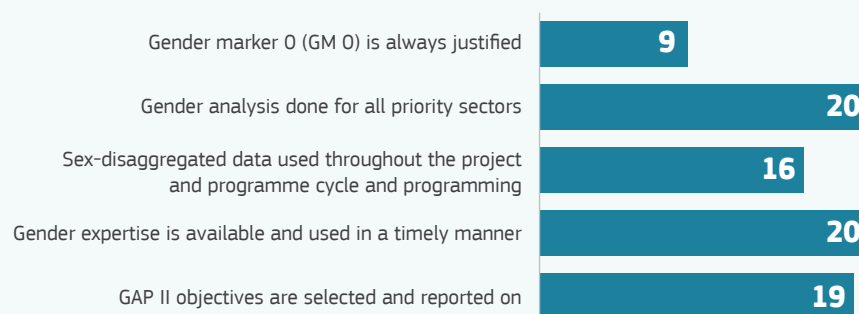 Gender marker 0 (GM 0) is always justified
9
Gender analysis done for all priority sectors
20
Sex-disaggregated data used throughout the project
and programme cycle and programming
16
Gender expertise is available and used in a timely manner
20
GAP II objectives are selected and reported on
19